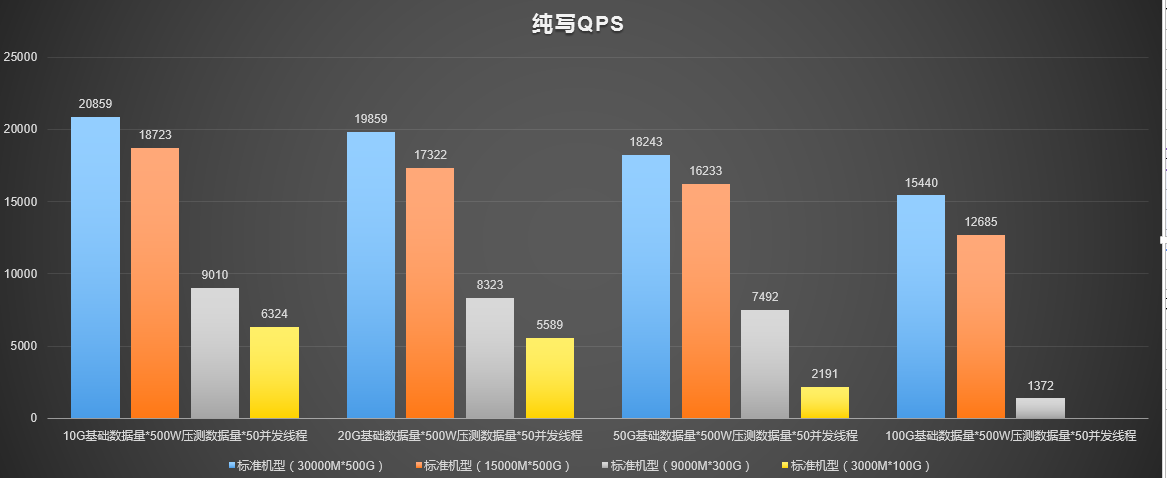 纯写QPS
25000
20000
15000
10000
5000
0
20859
18723
9010
6324
19859
17322
8323
5589
18243
16233
7492
2191
15440
12685
1372
10G基础数据量*500W压测数据量*50并发线程
20G基础数据量*500W压测数据量*50并发线程
50G基础数据量*500W压测数据量*50并发线程
100G基础数据量*500W压测数据量*50并发线程
标准机型（30000M*500G）
标准机型（15000M*500G）
标准机型（9000M*300G）
标准机型（3000M*100G）